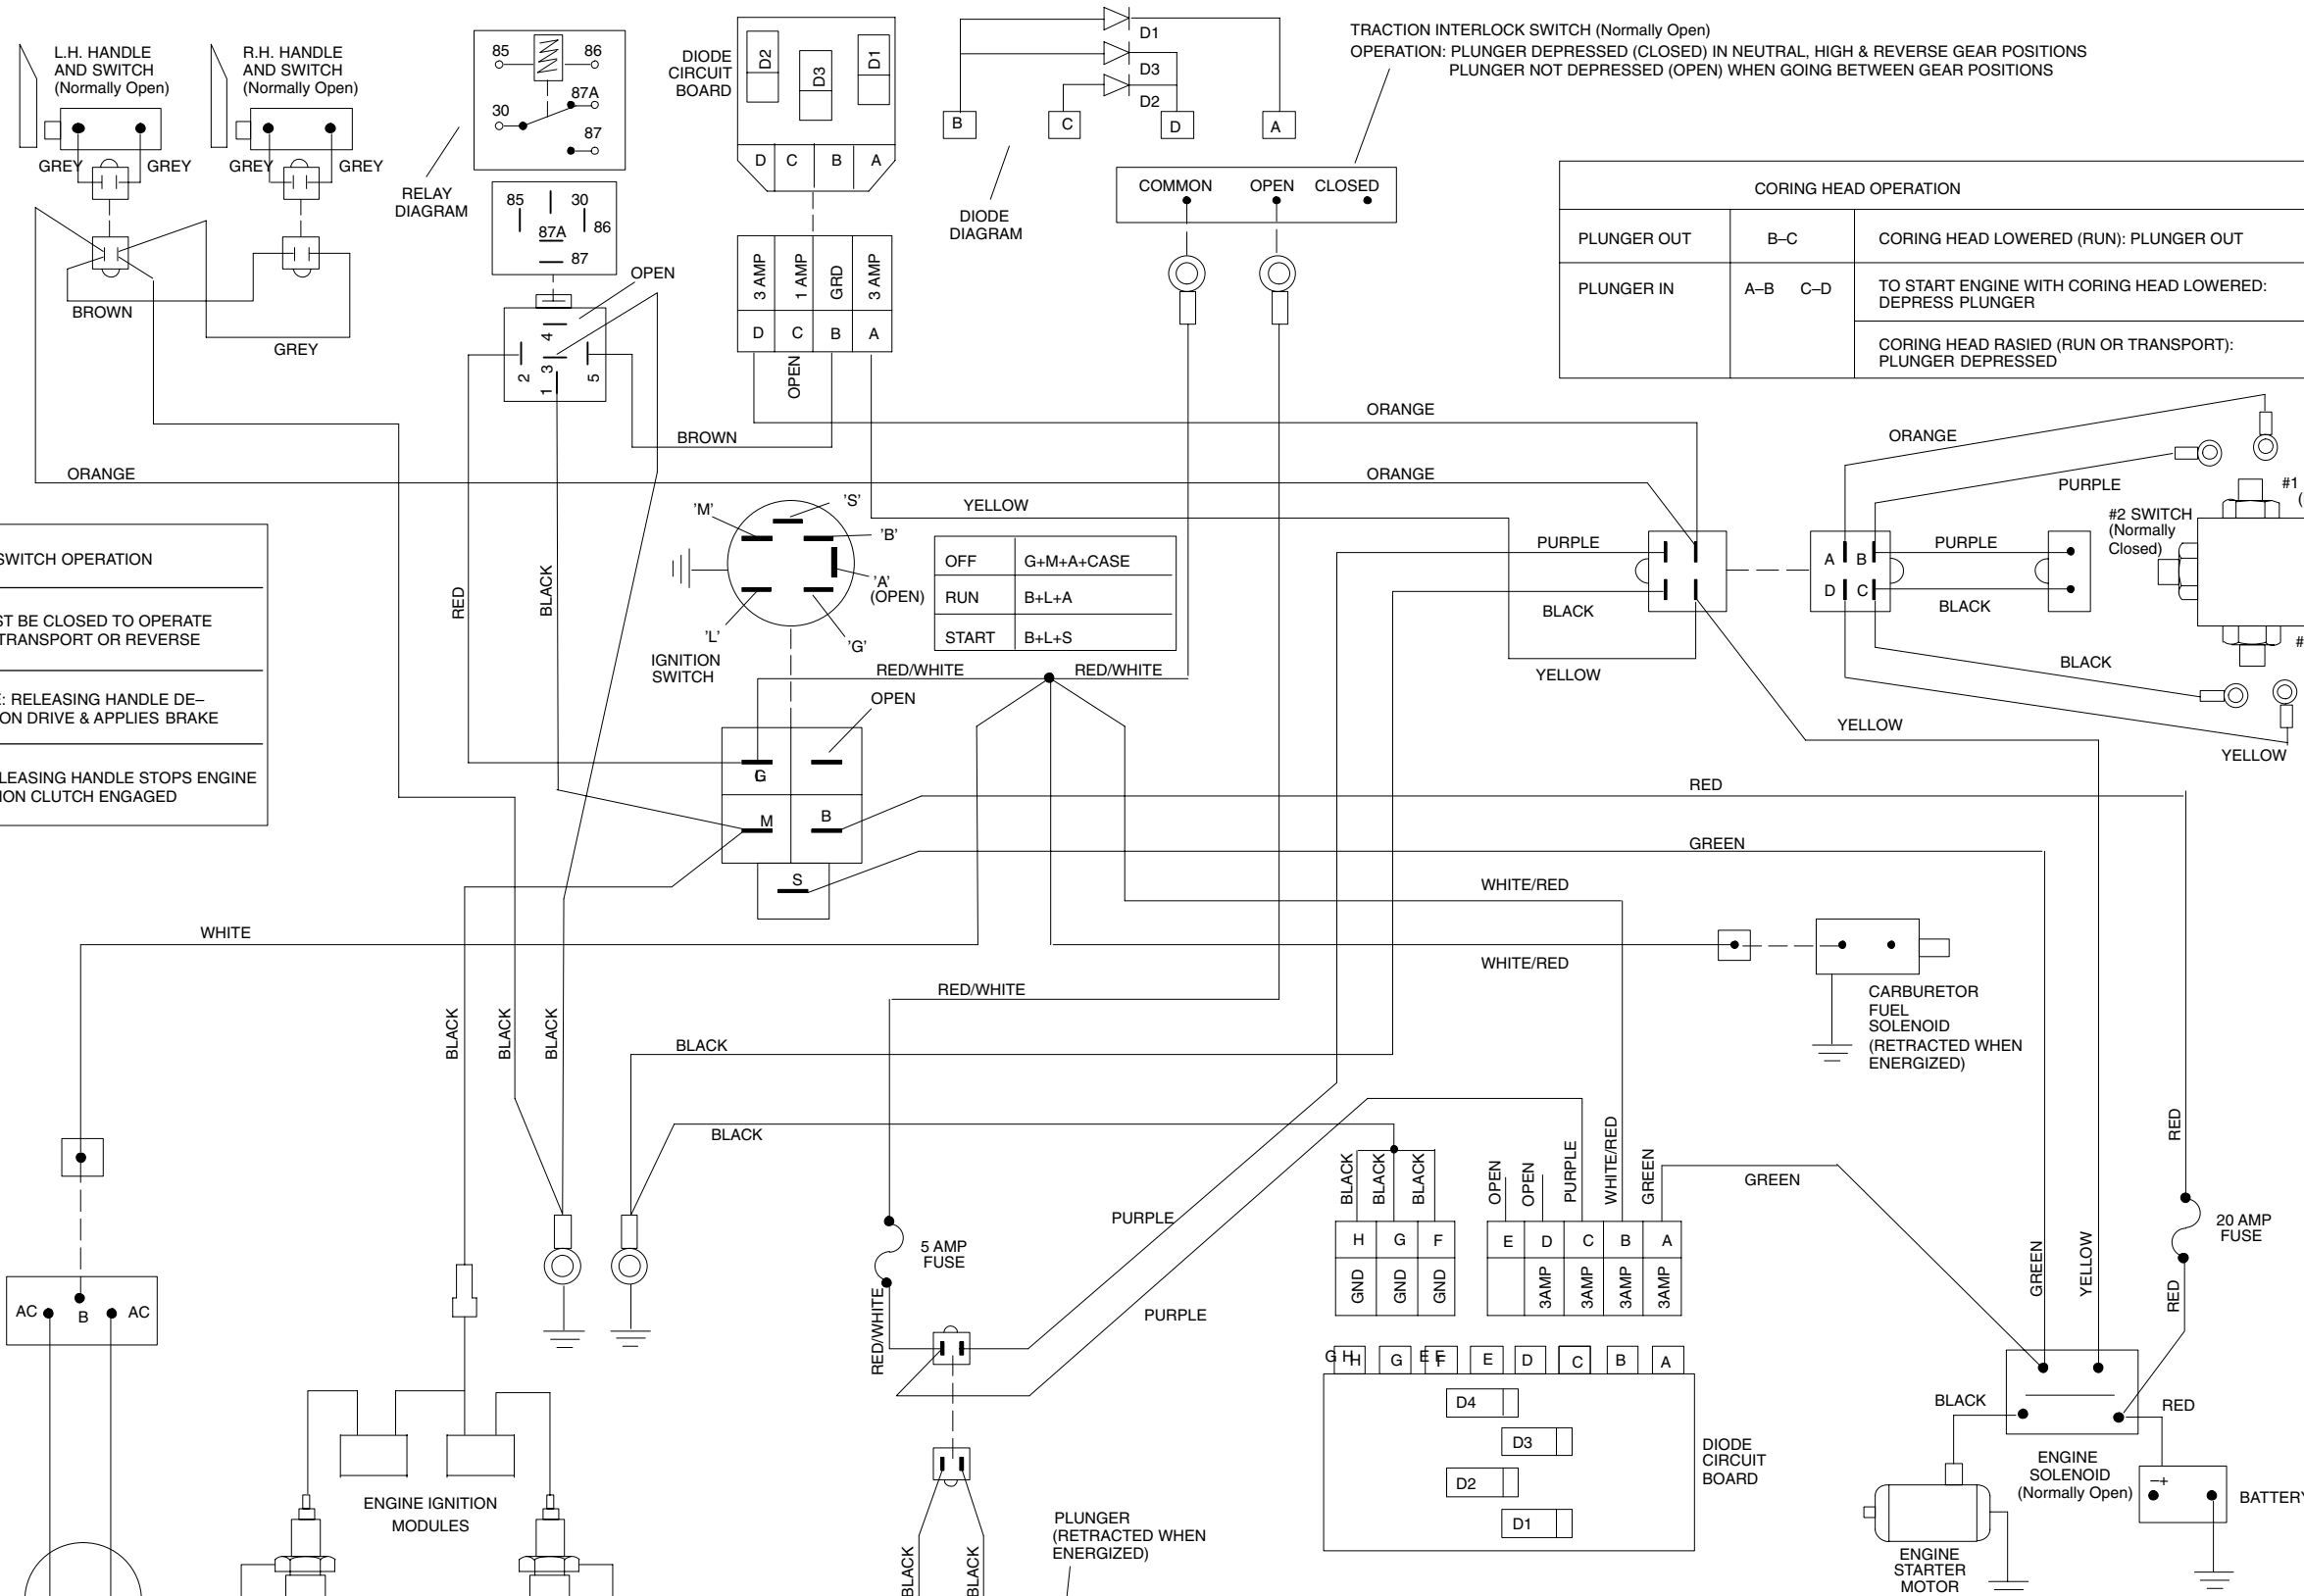 L.H. HANDLE
AND SWITCH
(Normally Open)
R.H. HANDLE
AND SWITCH
(Normally Open)
GREY
GREY
GREY
GREY
BROWN
GREY
85
86
87A
30
87
RELAY
DIAGRAM
85
30
87A
86
87
OPEN
4
2
3
1
5
DIODE
CIRCUIT
BOARD
D2
D3
D1
D
C
B
A
3 AMP
1 AMP
GRD
3 AMP
D
C
B
A
OPEN
D1
D3
D2
B
C
D
A
DIODE
DIAGRAM
TRACTION INTERLOCK SWITCH (Normally Open)
OPERATION: PLUNGER DEPRESSED (CLOSED) IN NEUTRAL, HIGH & REVERSE GEAR POSITIONS
PLUNGER NOT DEPRESSED (OPEN) WHEN GOING BETWEEN GEAR POSITIONS
COMMON
OPEN
CLOSED
CORING HEAD OPERATION
PLUNGER OUT
B–C
CORING HEAD LOWERED (RUN): PLUNGER OUT
PLUNGER IN
A–B C–D
TO START ENGINE WITH CORING HEAD LOWERED:
DEPRESS PLUNGER
CORING HEAD RASIED (RUN OR TRANSPORT):
PLUNGER DEPRESSED
ORANGE
BROWN
ORANGE
ORANGE
YELLOW
ORANGE
PURPLE
#1
(
#2 SWITCH
(Normally
Closed)
PURPLE
A
B
D
C
PURPLE
BLACK
BLACK
#
YELLOW
BLACK
YELLOW
YELLOW
SWITCH OPERATION
ST BE CLOSED TO OPERATE
TRANSPORT OR REVERSE
E: RELEASING HANDLE DE–
ON DRIVE & APPLIES BRAKE
LEASING HANDLE STOPS ENGINE
ION CLUTCH ENGAGED
RED
BLACK
'M'
'S'
'B'
'A'
(OPEN)
'L'
'G'
IGNITION
SWITCH
OFF
G+M+A+CASE
RUN
B+L+A
START
B+L+S
RED/WHITE
RED/WHITE
OPEN
G
M
B
S
RED
GREEN
WHITE/RED
WHITE
WHITE/RED
RED/WHITE
CARBURETOR
FUEL
SOLENOID
(RETRACTED WHEN
ENERGIZED)
BLACK
BLACK
BLACK
BLACK
BLACK
5 AMP
FUSE
RED/WHITE
PURPLE
PURPLE
BLACK
BLACK
BLACK
OPEN
OPEN
PURPLE
WHITE/RED
GREEN
GREEN
H
G
F
E
D
C
B
A
GND
GND
GND
3AMP
3AMP
3AMP
3AMP
G H
H
G
E E
F
E
D
C
B
A
D4
D3
D2
D1
DIODE
CIRCUIT
BOARD
GREEN
YELLOW
RED
20 AMP
FUSE
RED
BLACK
RED
ENGINE
SOLENOID
(Normally Open)
–+
BATTERY
ENGINE
STARTER
MOTOR
AC
B
AC
ENGINE IGNITION
MODULES
BLACK
BLACK
PLUNGER
(RETRACTED WHEN
ENERGIZED)